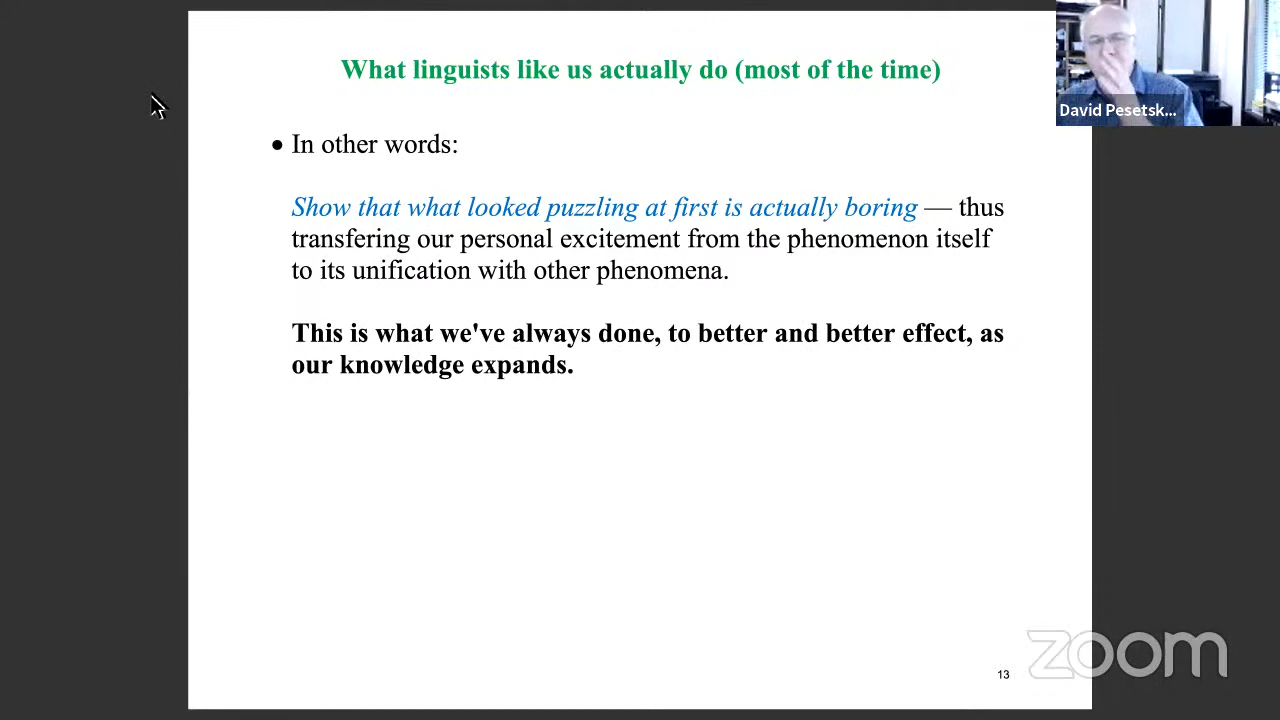 What linguists like us actually do (most of the time)
David Pesetsk...
• In other words:
Show that what looked puzzling at first is actually boring — thus
transfering our personal excitement from the phenomenon itself
to its unification with other phenomena.
This is what we've always done, to better and better effect, as
our knowledge expands.
zoom
13